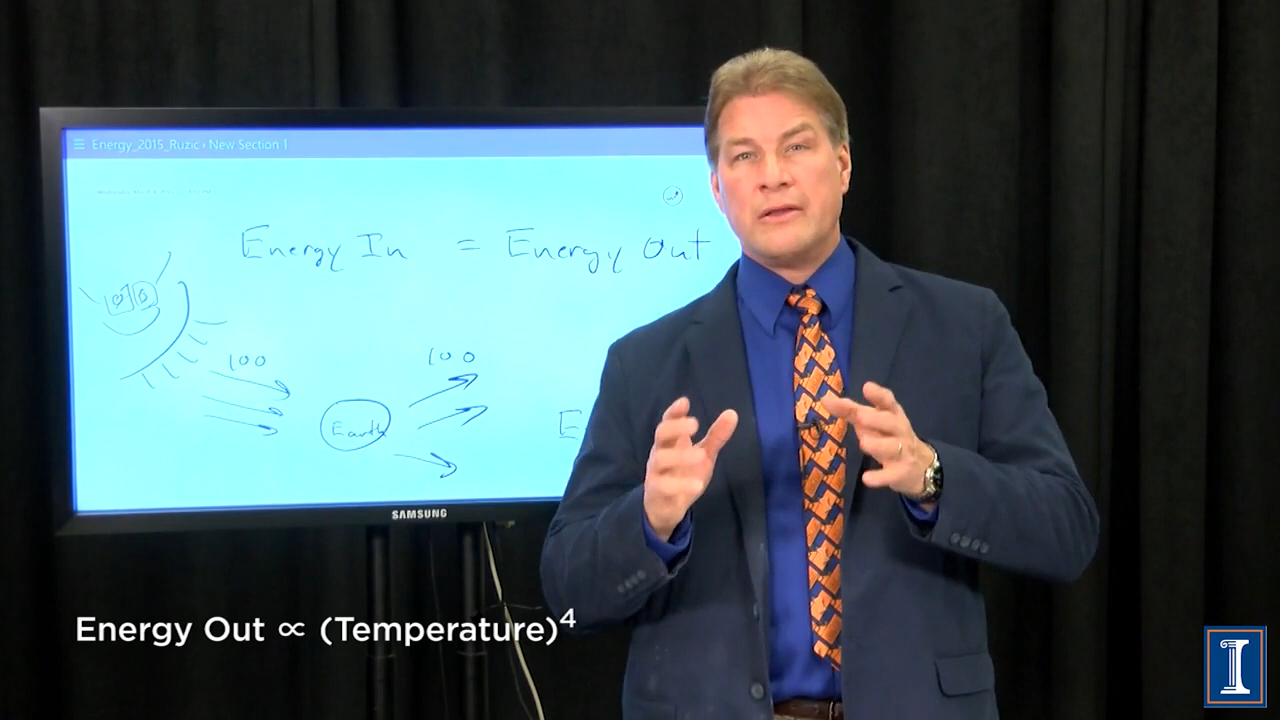 ≡ Energy_2015_Ruzic › New Section 1
Energy In = Energy Out
100
100
Earth
E
SAMSUNG
Energy Out ∝ (Temperature)⁴
I